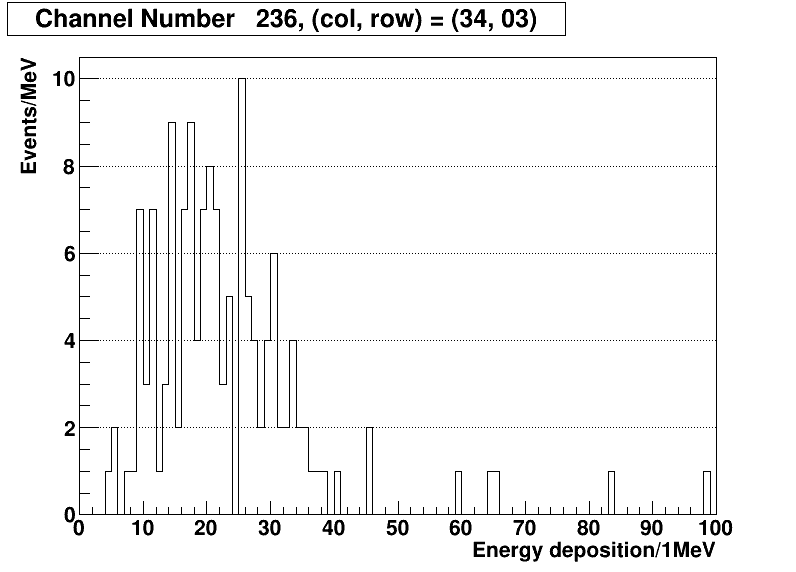 Channel Number   236, (col, row) = (34, 03)
Events/MeV
10
8
6
4
2
0
0 10 20 30 40 50 60 70 80 90 100
Energy deposition/1MeV